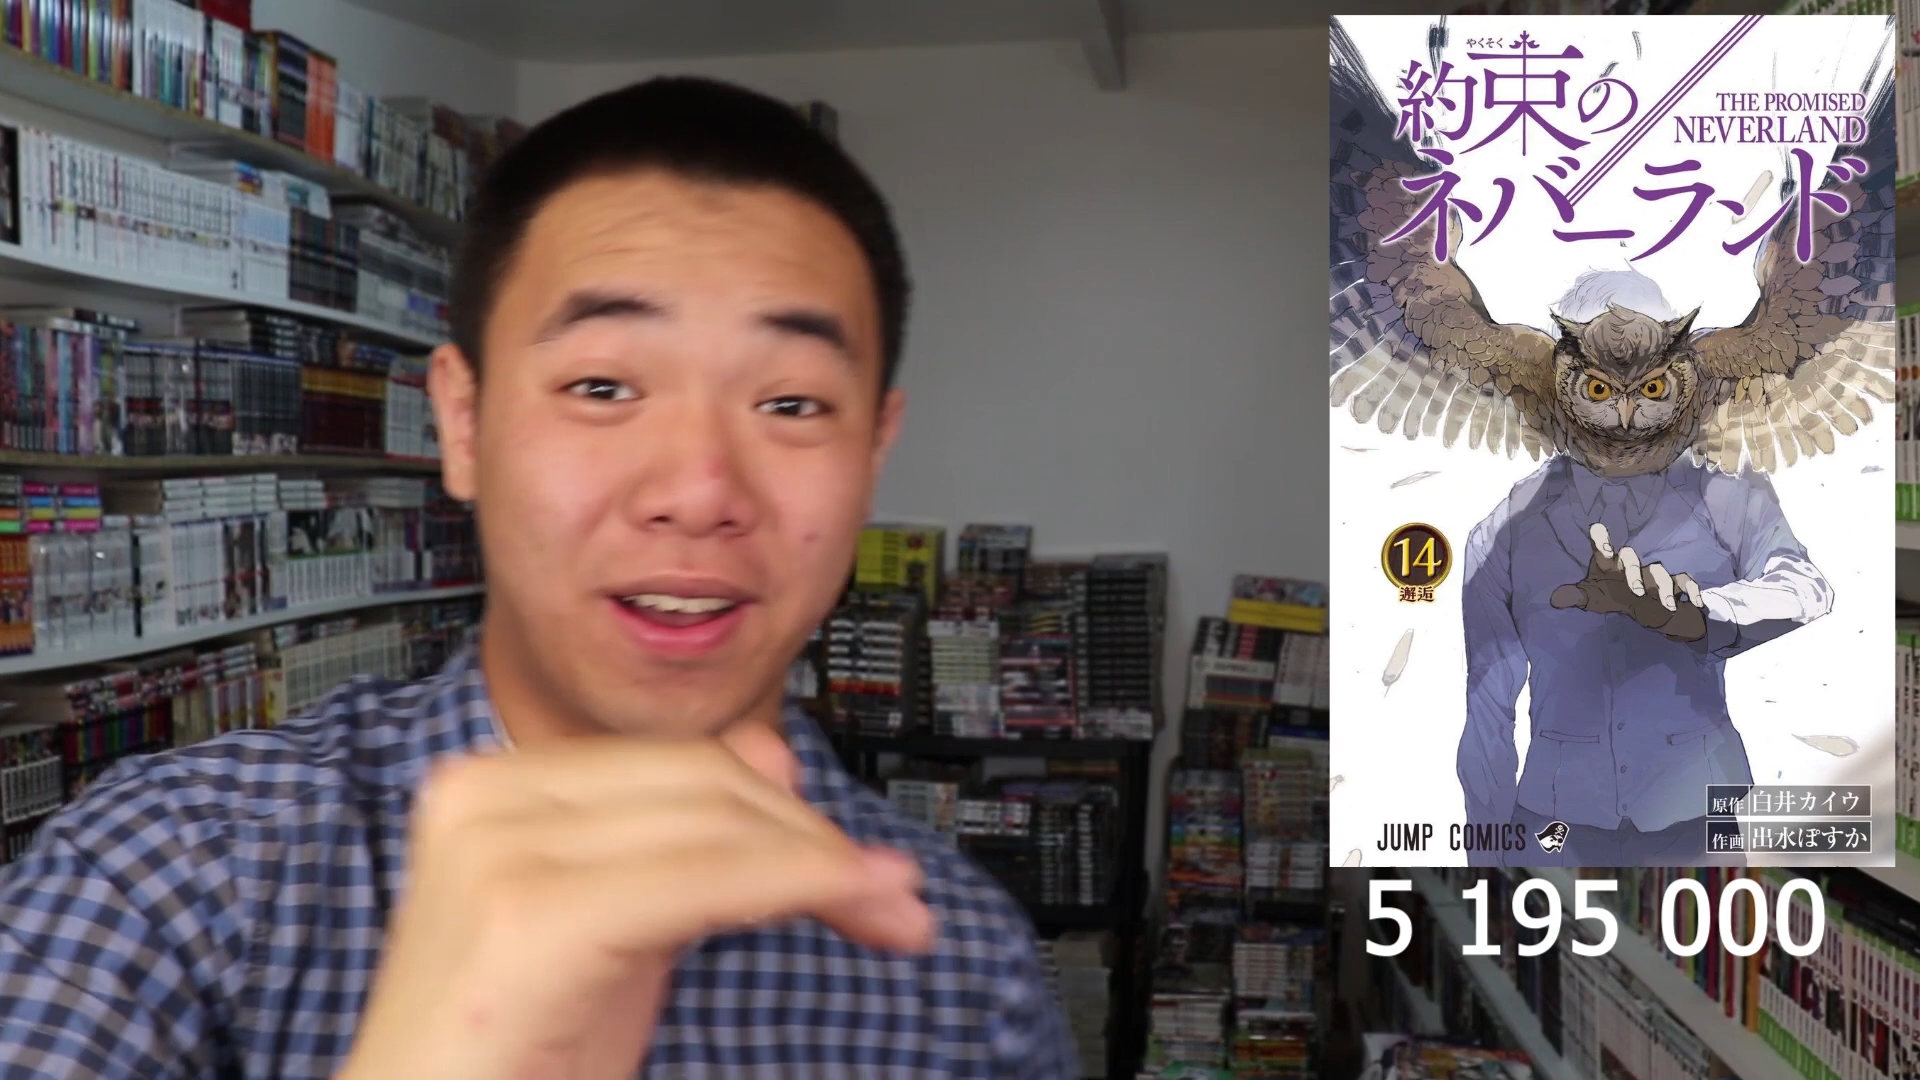 やくそく
約束の
ネバーランド
THE PROMISED
NEVERLAND
14
邂逅
原作 白井カイウ
作画 出水ぽすか
JUMP COMICS
5 195 000